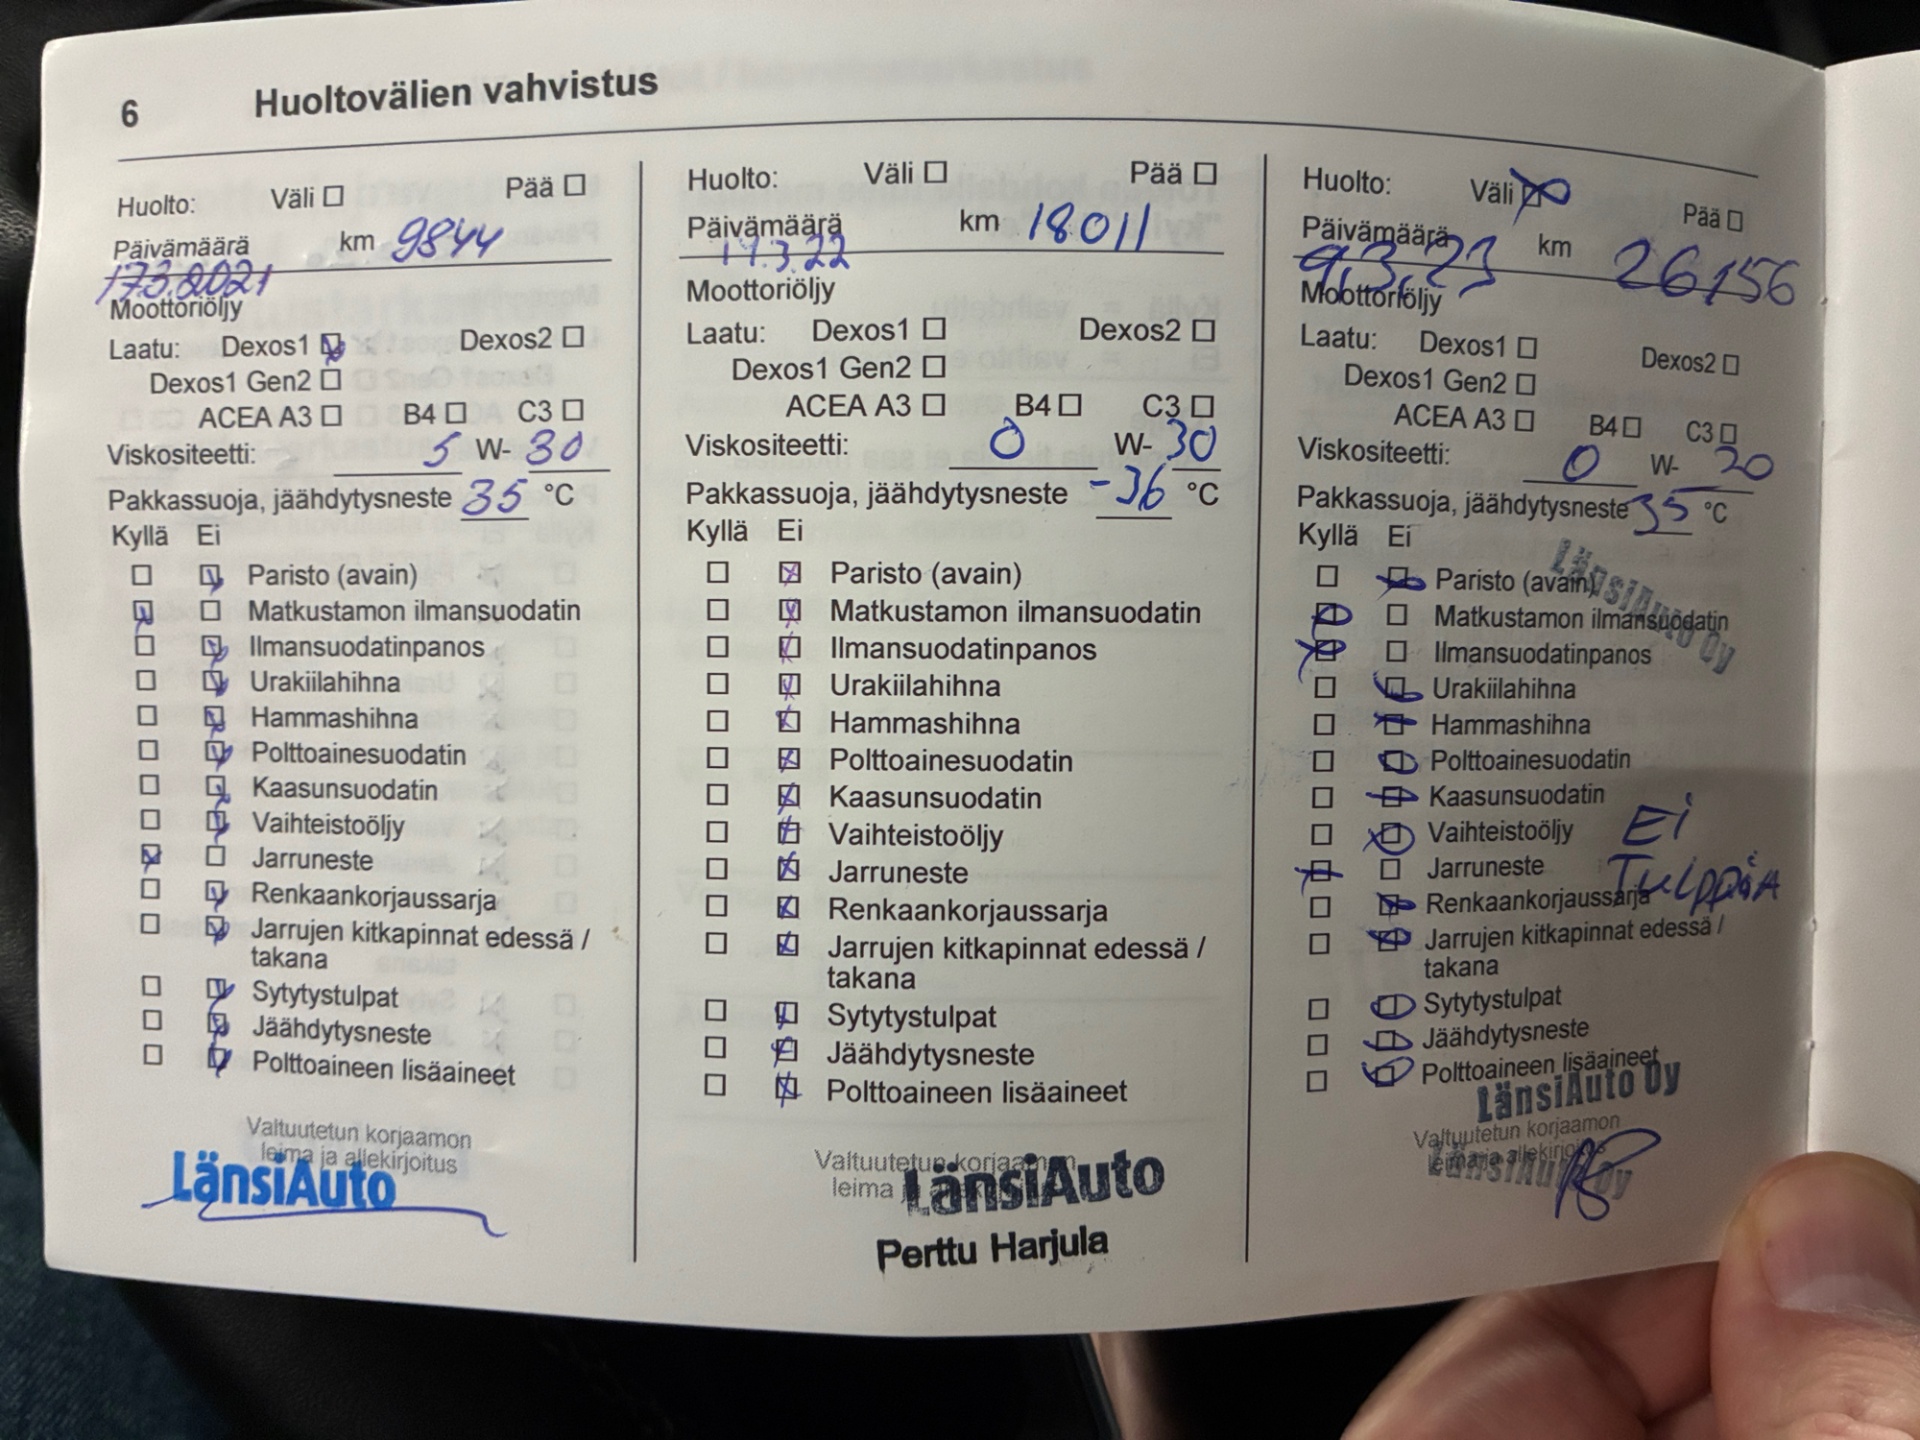 6 Huoltovälien vahvistus
Huolto: Väli ☐ Pää ☐
Päivämäärä km 9844
17.3.2021
Moottoriöljy
Laatu: Dexos1 ☒ Dexos2 ☐
Dexos1 Gen2 ☐
ACEA A3 ☐ B4 ☐ C3 ☐
Viskositeetti: 5 W- 30
Pakkassuoja, jäähdytysneste 35 °C
Kyllä Ei
☐ ☒ Paristo (avain)
☒ ☐ Matkustamon ilmansuodatin
☐ ☒ Ilmansuodatinpanos
☐ ☒ Urakiilahihna
☐ ☒ Hammashihna
☐ ☒ Polttoainesuodatin
☐ ☒ Kaasunsuodatin
☐ ☒ Vaihteistoöljy
☒ ☐ Jarruneste
☐ ☒ Renkaankorjaussarja
☐ ☒ Jarrujen kitkapinnat edessä /
takana
☐ ☒ Sytytystulpat
☐ ☒ Jäähdytysneste
☐ ☒ Polttoaineen lisäaineet
Valtuutetun korjaamon
leima ja allekirjoitus
LänsiAuto
Huolto: Väli ☐ Pää ☐
Päivämäärä km 18011
3.22
Moottoriöljy
Laatu: Dexos1 ☐ Dexos2 ☐
Dexos1 Gen2 ☐
ACEA A3 ☐ B4 ☐ C3 ☐
Viskositeetti: 0 W- 30
Pakkassuoja, jäähdytysneste -36 °C
Kyllä Ei
☐ ☒ Paristo (avain)
☐ ☒ Matkustamon ilmansuodatin
☐ ☒ Ilmansuodatinpanos
☐ ☒ Urakiilahihna
☐ ☒ Hammashihna
☐ ☒ Polttoainesuodatin
☐ ☒ Kaasunsuodatin
☐ ☒ Vaihteistoöljy
☐ ☒ Jarruneste
☐ ☒ Renkaankorjaussarja
☐ ☒ Jarrujen kitkapinnat edessä /
takana
☐ ☒ Sytytystulpat
☐ ☒ Jäähdytysneste
☐ ☒ Polttoaineen lisäaineet
Valtuutetun korjaamon
leima ja
LänsiAuto
Perttu Harjula
Huolto: Väli ☒ Pää ☐
Päivämäärä km 26156
9.3.23
Moottoriöljy
Laatu: Dexos1 ☐ Dexos2 ☐
Dexos1 Gen2 ☐
ACEA A3 ☐ B4 ☐ C3 ☐
Viskositeetti: 0 W- 20
Pakkassuoja, jäähdytysneste 35 °C
Kyllä Ei
LänsiAuto Oy
☐ ☒ Paristo (avain)
☒ ☐ Matkustamon ilmansuodatin
☒ ☐ Ilmansuodatinpanos
☐ ☒ Urakiilahihna
☐ ☒ Hammashihna
☐ ☒ Polttoainesuodatin
☐ ☒ Kaasunsuodatin
☐ ☒ Vaihteistoöljy
Ei
Tulppia
☒ ☐ Jarruneste
☐ ☒ Renkaankorjaussarja
☐ ☒ Jarrujen kitkapinnat edessä /
takana
☐ ☒ Sytytystulpat
☐ ☒ Jäähdytysneste
☐ ☒ Polttoaineen lisäaineet
LänsiAuto Oy
Valtuutetun korjaamon
leima ja allekirjoitus
LänsiAuto Oy